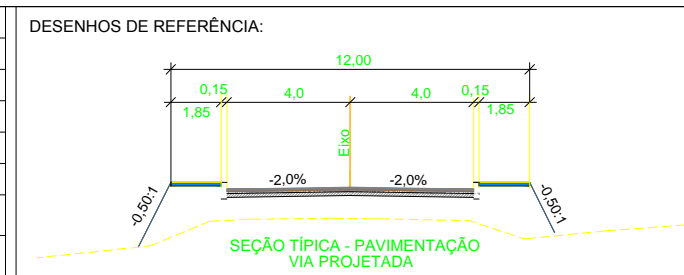 DESENHOS DE REFERÊNCIA:
12,00
0,15 4,0 4,0 0,15
1,85 1,85
Eixo
-2,0% -2,0%
-0,50:1 -0,50:1
SEÇÃO TÍPICA - PAVIMENTAÇÃO
VIA PROJETADA